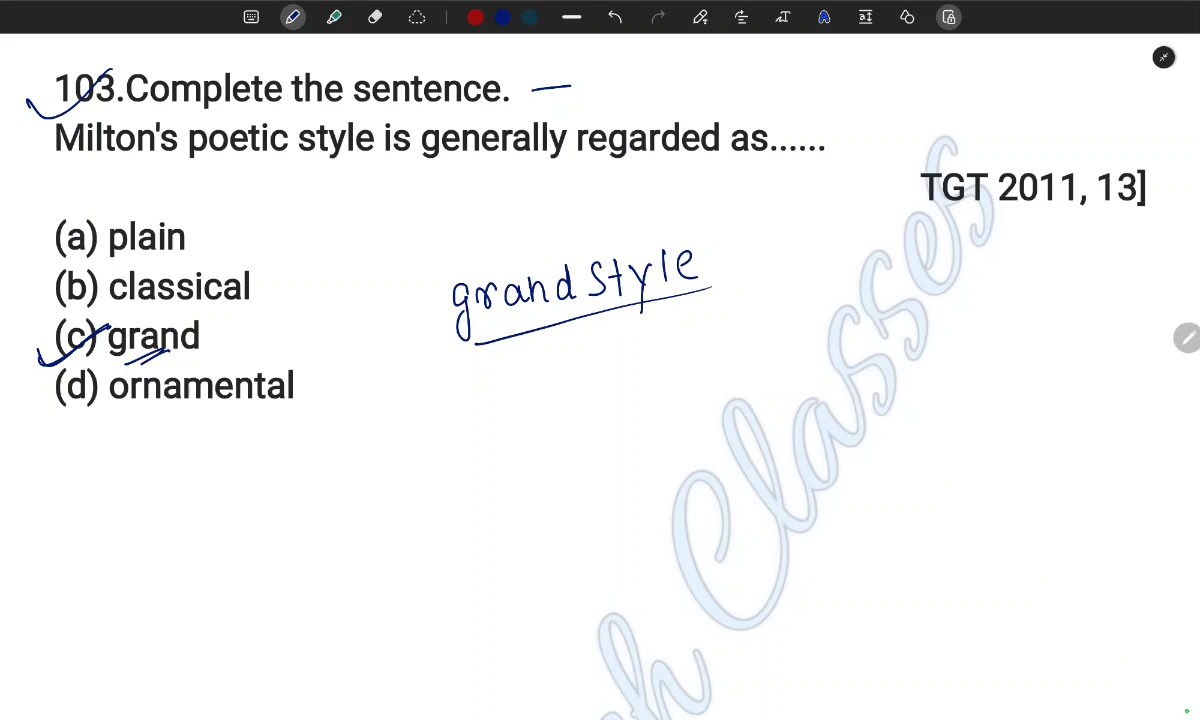 103.Complete the sentence.
Milton's poetic style is generally regarded as......
TGT 2011, 13]
(a) plain
(b) classical
(c) grand
(d) ornamental
grand style
Classes